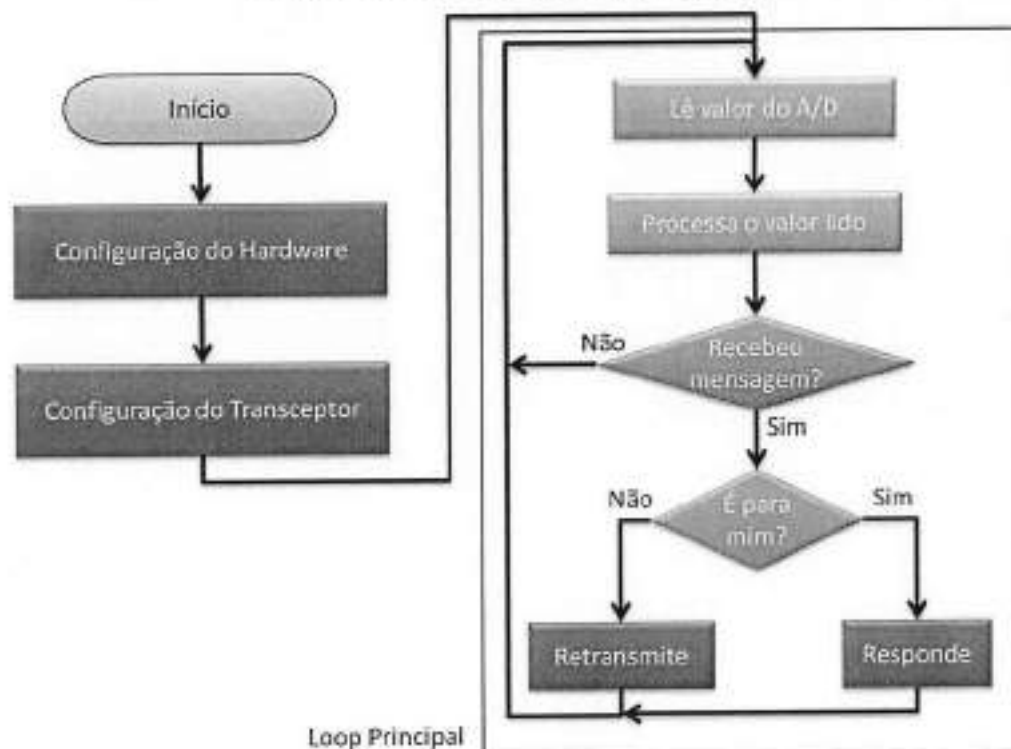 Início
Configuração do Hardware
Configuração do Transceptor
Lê valor do A/D
Processa o valor lido
Recebeu
mensagem?
Não
Sim
É para
mim?
Não
Sim
Retransmite
Responde
Loop Principal